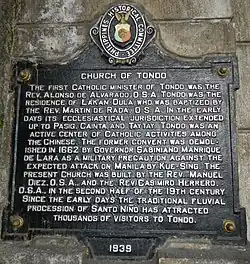 PHILIPPINES HISTORICAL COMMITTEE
CHURCH OF TONDO
THE FIRST CATHOLIC MINISTER OF TONDO WAS THE
REV. ALONSO DE ALVARADO, O.S.A. TONDO WAS THE
RESIDENCE OF LAKAN DULA WHO WAS BAPTIZED BY
THE REV. MARTIN DE RADA, O.S.A. IN THE EARLY
DAYS ITS ECCLESIASTICAL JURISDICTION EXTENDED
UP TO PASIG, CAINTA, AND TAYTAY. TONDO WAS AN
ACTIVE CENTER OF CATHOLIC ACTIVITIES AMONG
THE CHINESE. THE FORMER CONVENT WAS DEMOL-
ISHED IN 1662 BY GOVERNOR SABINIANO MANRIQUE
DE LARA AS A MILITARY PRECAUTION AGAINST THE
EXPECTED ATTACK ON MANILA BY KUE-SING. THE
PRESENT CHURCH WAS BUILT BY THE REV. MANUEL
DIEZ, O.S.A., AND THE REV. CASIMIRO HERRERO,
O.S.A., IN THE SECOND HALF OF THE 19TH CENTURY.
SINCE THE EARLY DAYS THE TRADITIONAL FLUVIAL
PROCESSION OF SANTO NIÑO HAS ATTRACTED
THOUSANDS OF VISITORS TO TONDO.
1939